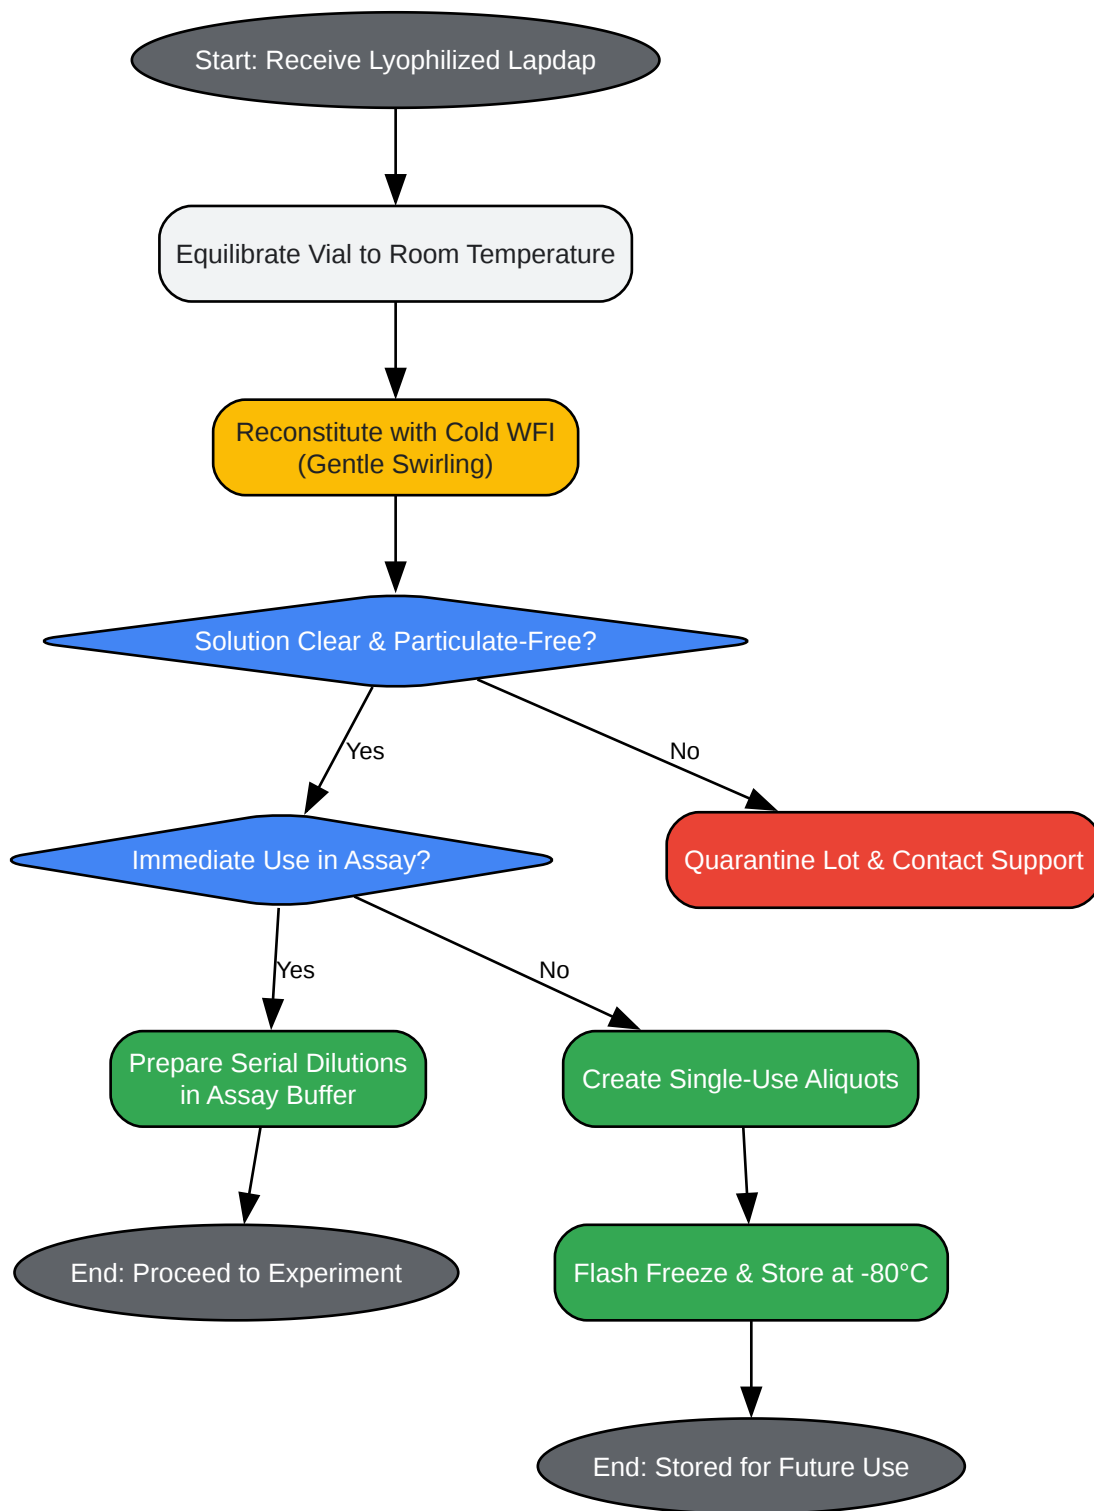 Start: Receive Lyophilized Lapdap
Equilibrate Vial to Room Temperature
Reconstitute with Cold WFI
(Gentle Swirling)
Solution Clear & Particulate-Free?
Yes
No
Immediate Use in Assay?
Quarantine Lot & Contact Support
Yes
No
Prepare Serial Dilutions
in Assay Buffer
Create Single-Use Aliquots
End: Proceed to Experiment
Flash Freeze & Store at -80°C
End: Stored for Future Use